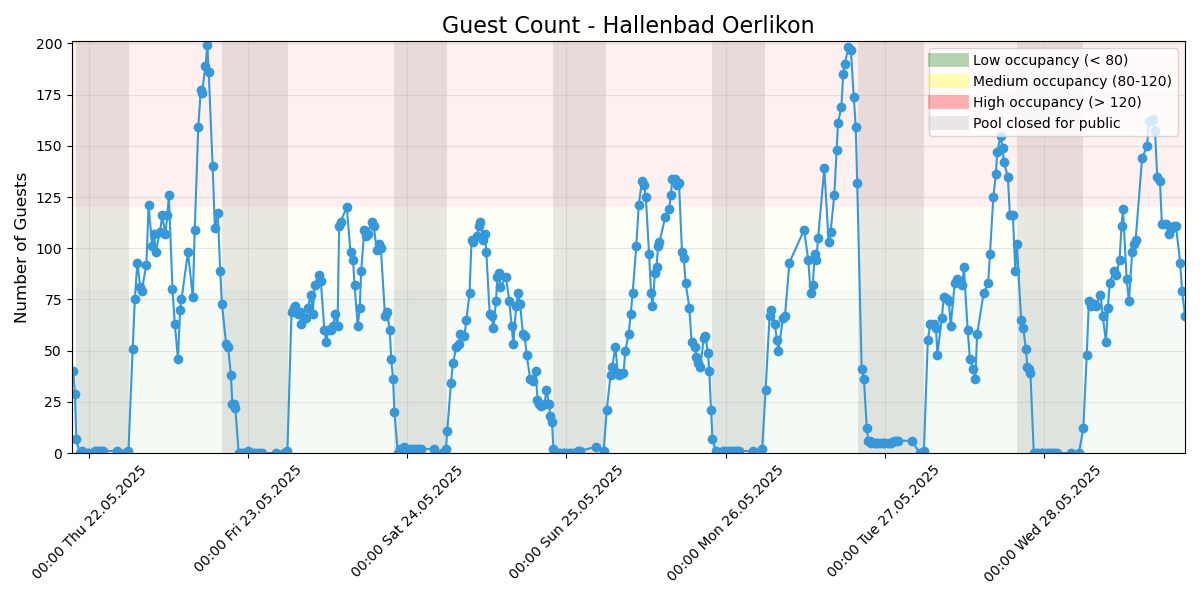 Guest Count - Hallenbad Oerlikon
Number of Guests
200
175
150
125
100
75
50
25
0
Low occupancy (< 80)
Medium occupancy (80-120)
High occupancy (> 120)
Pool closed for public
00:00 Thu 22.05.2025
00:00 Fri 23.05.2025
00:00 Sat 24.05.2025
00:00 Sun 25.05.2025
00:00 Mon 26.05.2025
00:00 Tue 27.05.2025
00:00 Wed 28.05.2025